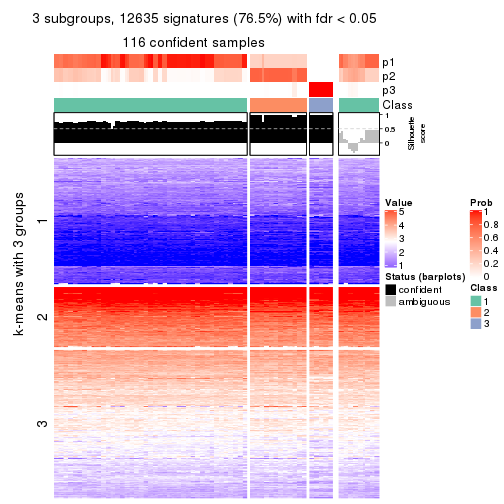 3 subgroups, 12635 signatures (76.5%) with fdr < 0.05
116 confident samples
p1
p2
p3
Class
1
0.5
0
Silhouette
score
k-means with 3 groups
1
2
3
Value
5
4
3
2
1
Status (barplots)
confident
ambiguous
Prob
1
0.8
0.6
0.4
0.2
0
Class
1
2
3